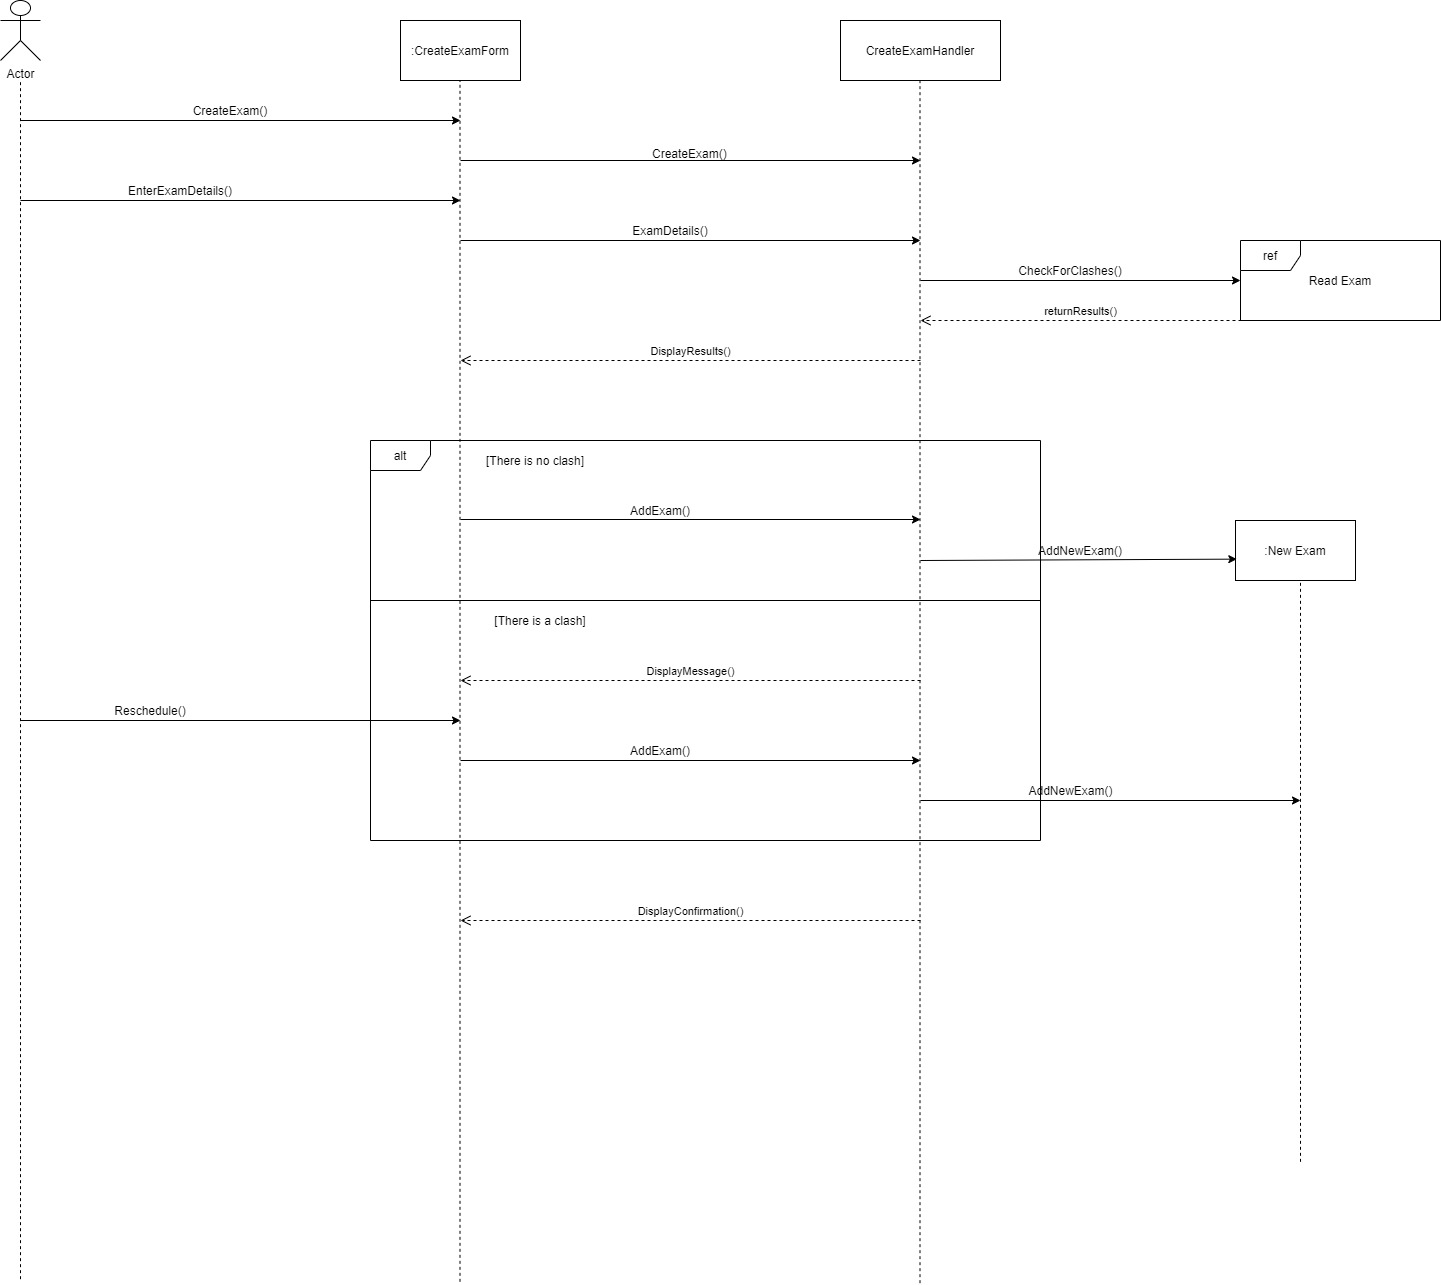 Actor
:CreateExamForm
CreateExamHandler
CreateExam()
CreateExam()
EnterExamDetails()
ExamDetails()
ref
CheckForClashes()
Read Exam
returnResults()
DisplayResults()
alt
[There is no clash]
AddExam()
AddNewExam()
:New Exam
[There is a clash]
DisplayMessage()
Reschedule()
AddExam()
AddNewExam()
DisplayConfirmation()